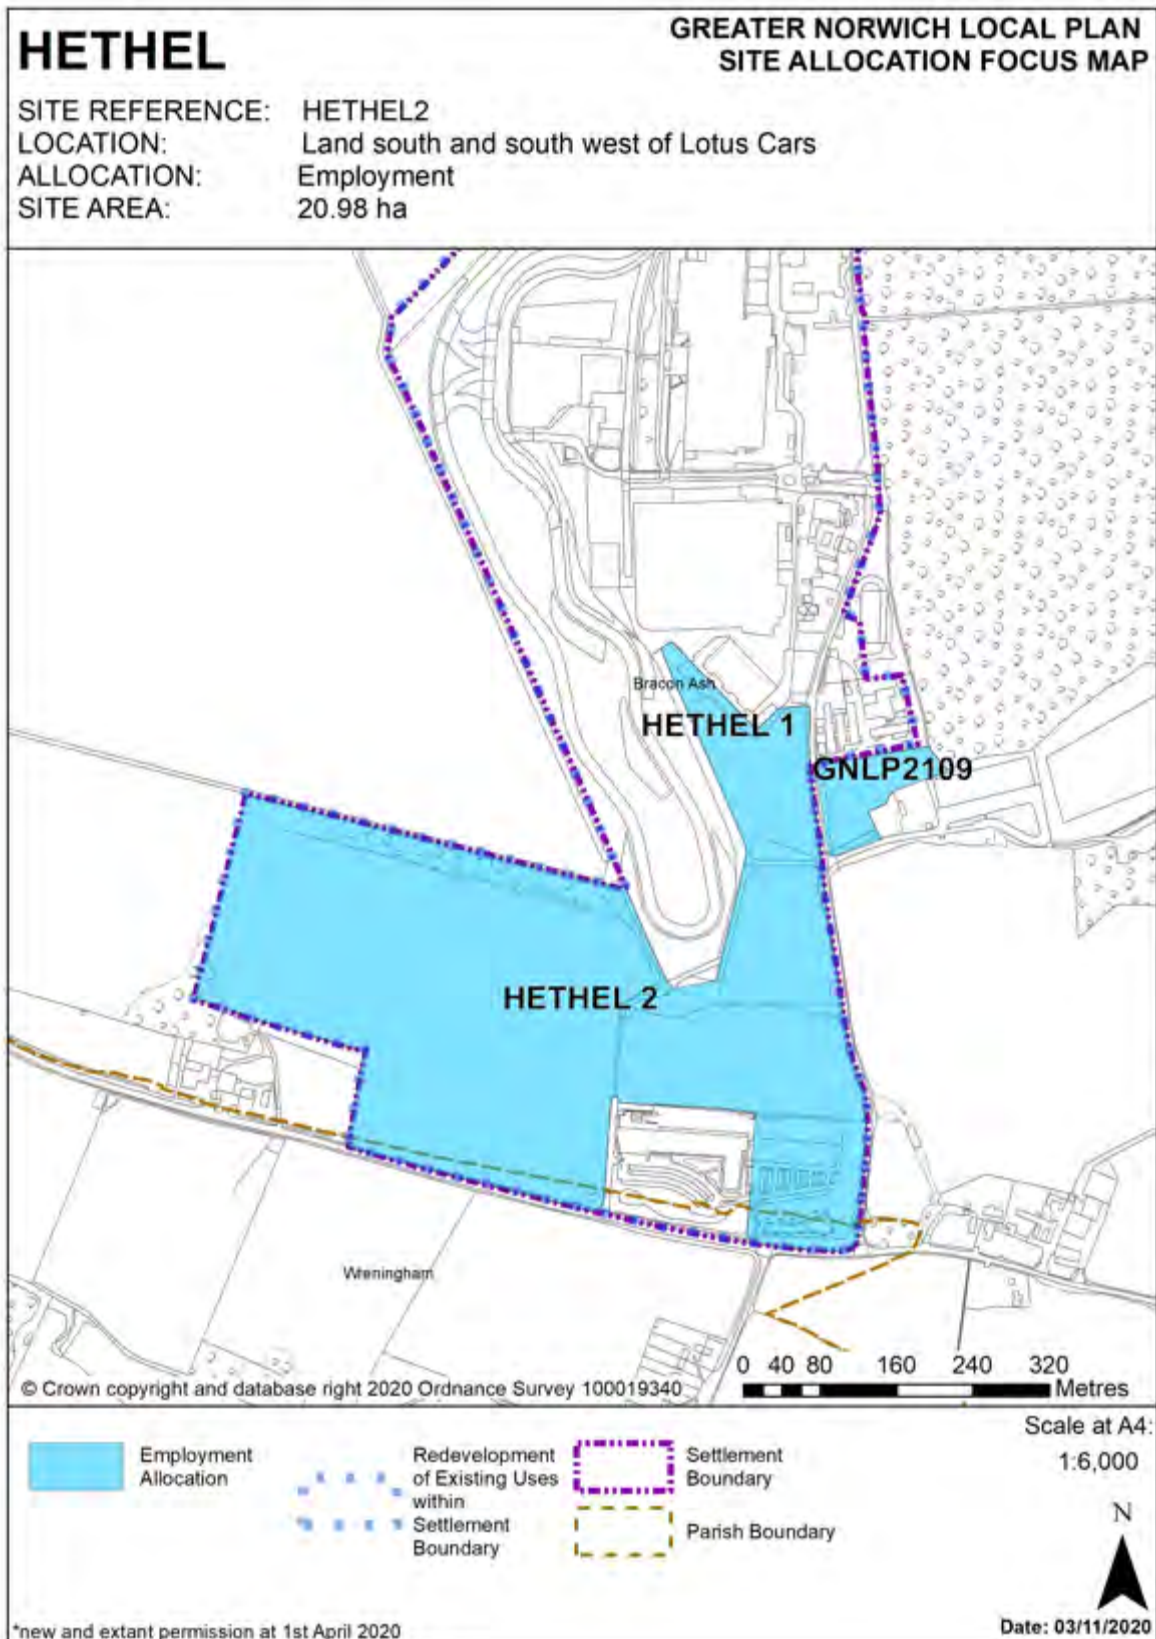 HETHEL
GREATER NORWICH LOCAL PLAN
SITE ALLOCATION FOCUS MAP
SITE REFERENCE: HETHEL2
LOCATION: Land south and south west of Lotus Cars
ALLOCATION: Employment
SITE AREA: 20.98 ha
Bracon Ash
HETHEL 1
GNLP2109
HETHEL 2
Wreningham
0 40 80 160 240 320
Metres
© Crown copyright and database right 2020 Ordnance Survey 100019340
Employment
Allocation
Redevelopment
of Existing Uses
within
Settlement
Boundary
Settlement
Boundary
Parish Boundary
Scale at A4:
1:6,000
N
*new and extant permission at 1st April 2020
Date: 03/11/2020